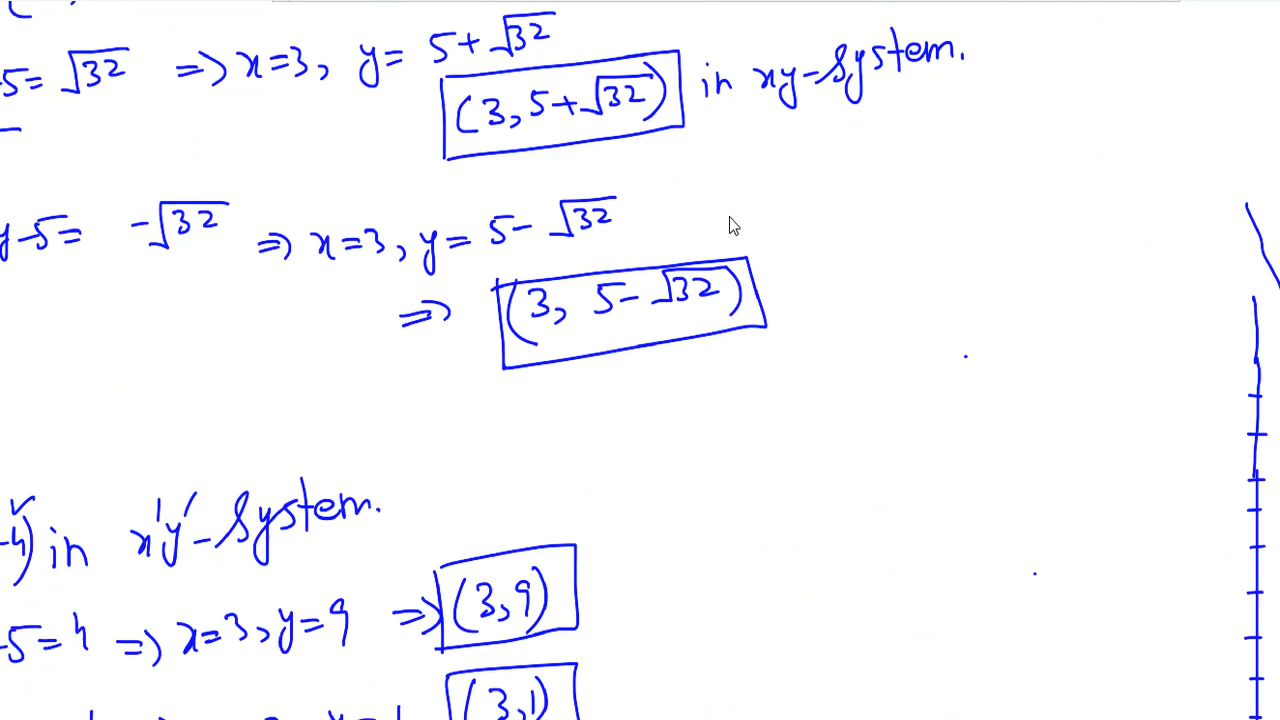 -5 = √32 => x = 3, y = 5 + √32
(3, 5 + √32) in xy-system.
y-5 = -√32 => x = 3, y = 5 - √32
=> (3, 5 - √32)
-4) in x'y'-system.
-5 = 4 => x = 3, y = 9 => (3, 9)
(3, 1)